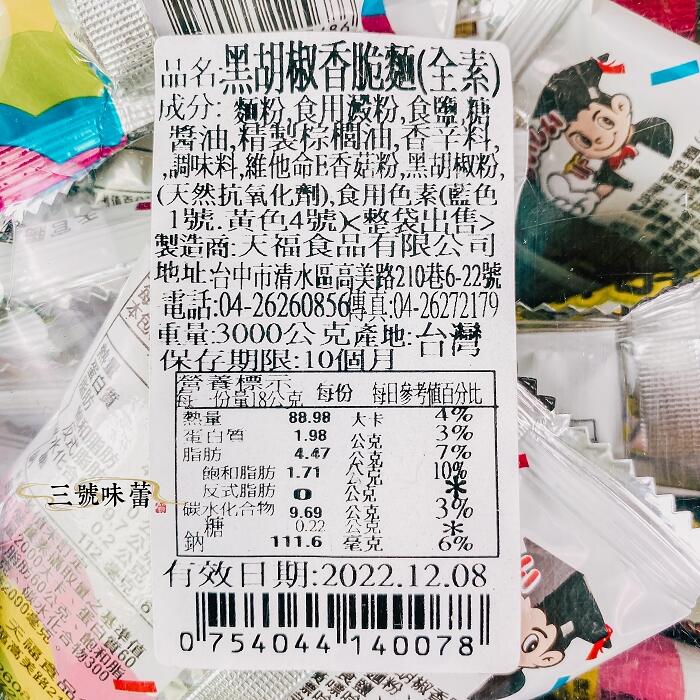 品名:黑胡椒香脆麵(全素)
成分: 麵粉,食用澱粉,食鹽,糖
醬油,精製棕櫚油,香辛料,
,調味料,維他命E香菇粉,黑胡椒粉,
(天然抗氧化劑),食用色素(藍色
1號.黃色4號)<整袋出售>
製造商:天福食品有限公司
地址:台中市清水區高美路210巷6-22號
電話:04-26260856傳真:04-26272179
重量:3000公克產地:台灣
保存期限:10個月
營養標示
每一份量18公克 每份 每日參考值百分比
熱量 88.98 大卡 4%
蛋白質 1.98 公克 3%
脂肪 4.47 公克 7%
飽和脂肪 1.71 公克 10%
反式脂肪 0 公克 *
碳水化合物 9.69 公克 3%
糖 0.22 公克 *
鈉 111.6 毫克 6%
有效日期:2022.12.08
0 754044 140078
三號味蕾